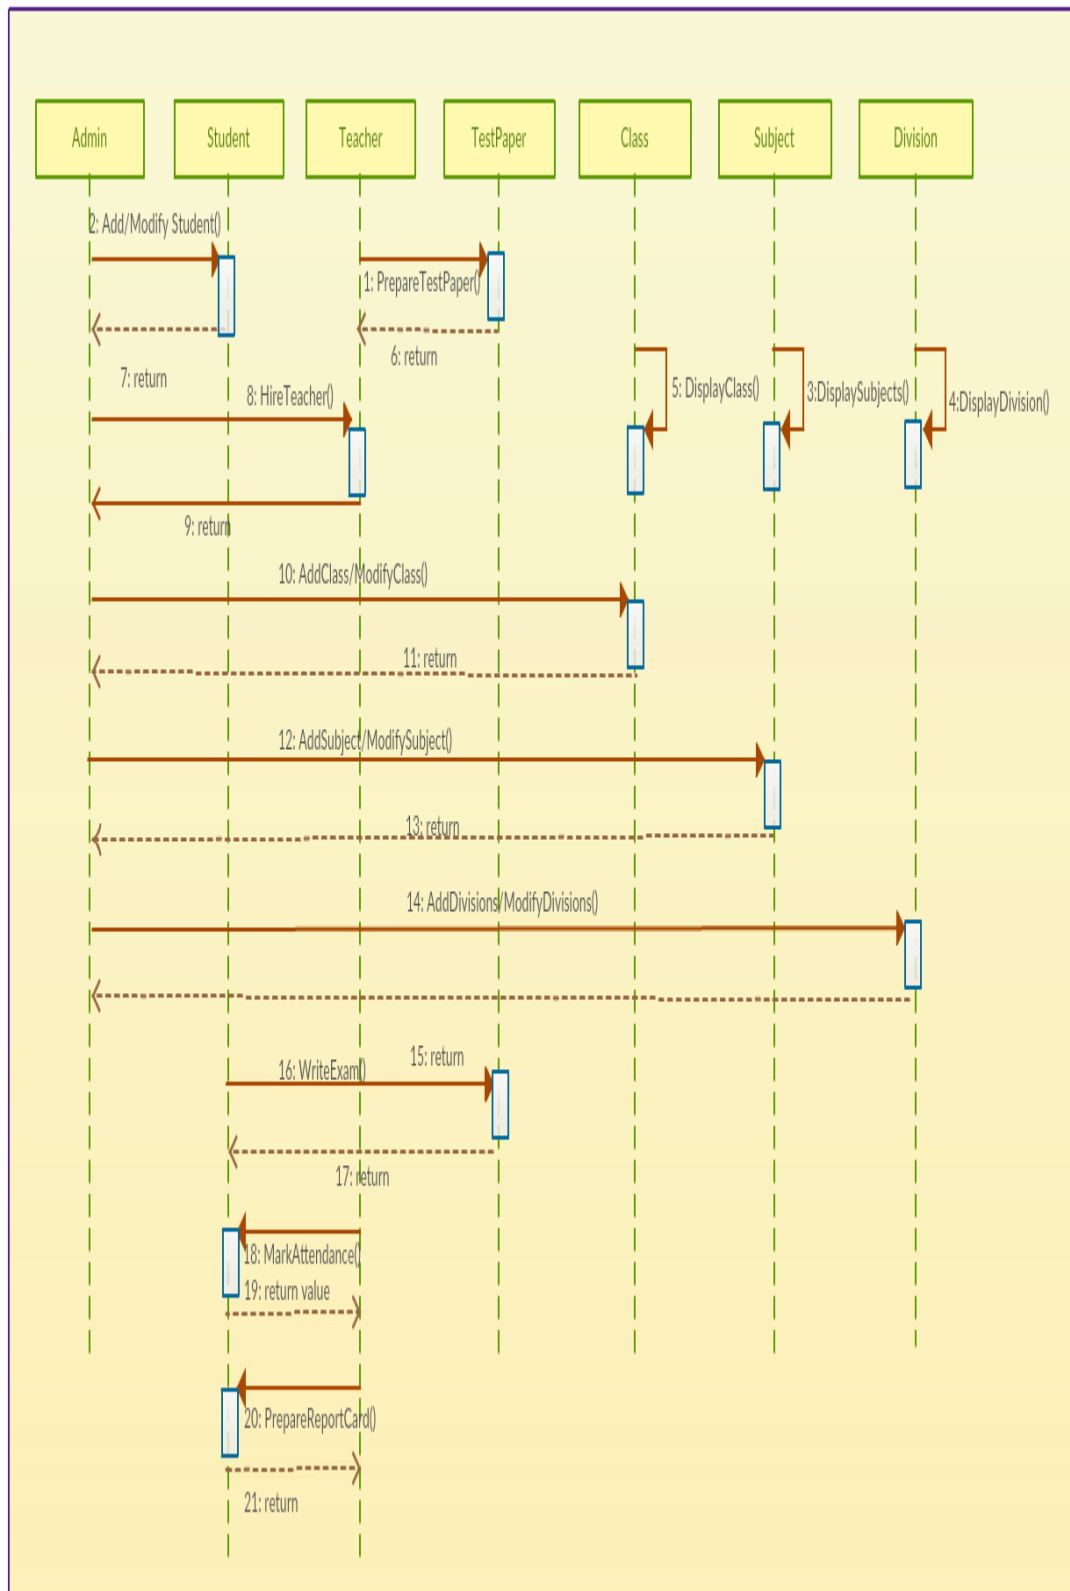 Admin
Student
Teacher
TestPaper
Class
Subject
Division
2: Add/Modify Student()
1: PrepareTestPaper()
6: return
7: return
8: HireTeacher()
5: DisplayClass()
3:DisplaySubjects()
4:DisplayDivision()
9: return
10: AddClass/ModifyClass()
11: return
12: AddSubject/ModifySubject()
13: return
14: AddDivisions/ModifyDivisions()
15: return
16: WriteExam()
17: return
18: MarkAttendance()
19: return value
20: PrepareReportCard()
21: return